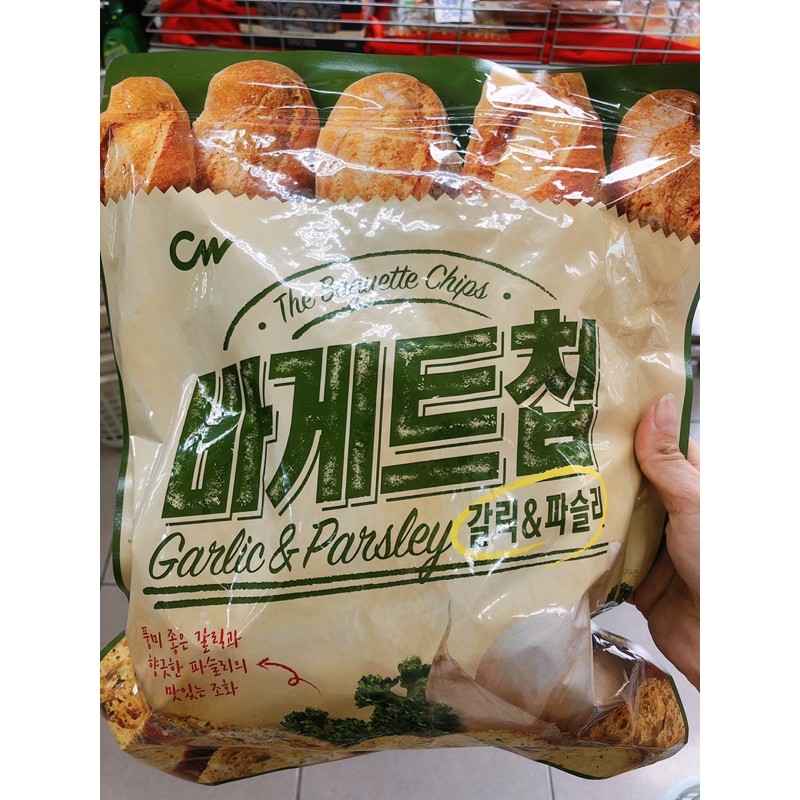 CW
The Baguette Chips
바게트칩
Garlic & Parsley 갈릭&파슬리
풍미 좋은 갈릭과
향긋한 파슬리의
맛있는 조화